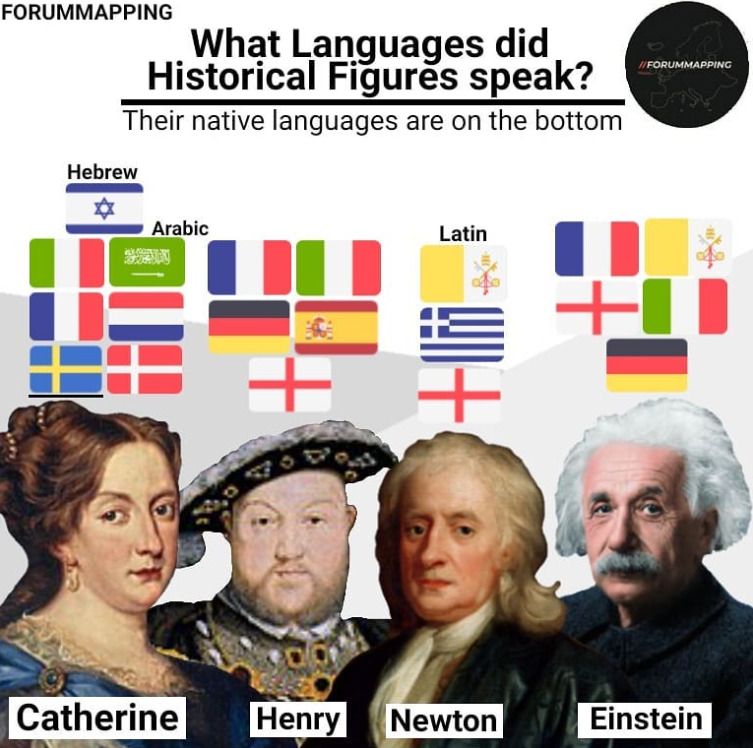 FORUMMAPPING
What Languages did
Historical Figures speak?
//FORUMMAPPING
Their native languages are on the bottom
Hebrew
Arabic
Latin
Catherine
Henry
Newton
Einstein